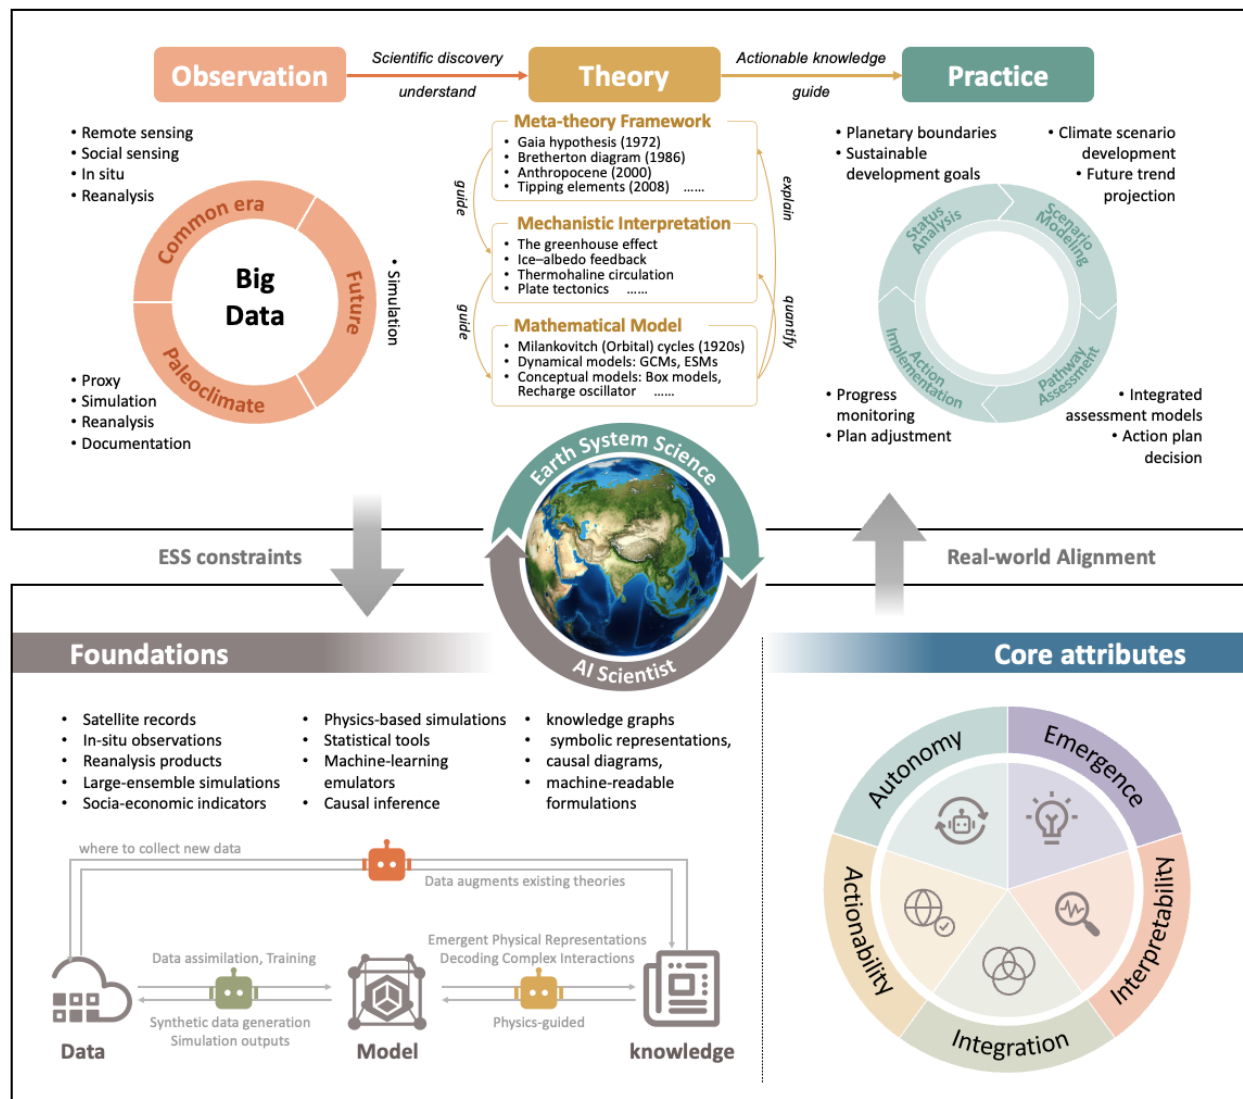 Observation
Scientific discovery
understand
Theory
Actionable knowledge
guide
Practice
• Remote sensing
• Social sensing
• In situ
• Reanalysis
Common era
Future
Paleoclimate
Big
Data
• Simulation
• Proxy
• Simulation
• Reanalysis
• Documentation
Meta-theory Framework
• Gaia hypothesis (1972)
• Bretherton diagram (1986)
• Anthropocene (2000)
• Tipping elements (2008) ......
guide
explain
Mechanistic Interpretation
• The greenhouse effect
• Ice–albedo feedback
• Thermohaline circulation
• Plate tectonics ......
guide
quantify
Mathematical Model
• Milankovitch (Orbital) cycles (1920s)
• Dynamical models: GCMs, ESMs
• Conceptual models: Box models,
Recharge oscillator ......
• Planetary boundaries
• Sustainable
development goals
• Climate scenario
development
• Future trend
projection
Status
Analysis
Scenario
Modeling
Pathway
Assessment
Action
Implementation
• Progress
monitoring
• Plan adjustment
• Integrated
assessment models
• Action plan
decision
Earth System Science
AI Scientist
ESS constraints
Real-world Alignment
Foundations
• Satellite records
• In-situ observations
• Reanalysis products
• Large-ensemble simulations
• Socia-economic indicators
• Physics-based simulations
• Statistical tools
• Machine-learning
emulators
• Causal inference
• knowledge graphs
• symbolic representations,
• causal diagrams,
• machine-readable
formulations
where to collect new data
Data augments existing theories
Data assimilation, Training
Synthetic data generation
Simulation outputs
Emergent Physical Representations
Decoding Complex Interactions
Physics-guided
Data
Model
knowledge
Core attributes
Autonomy
Emergence
Interpretability
Integration
Actionability